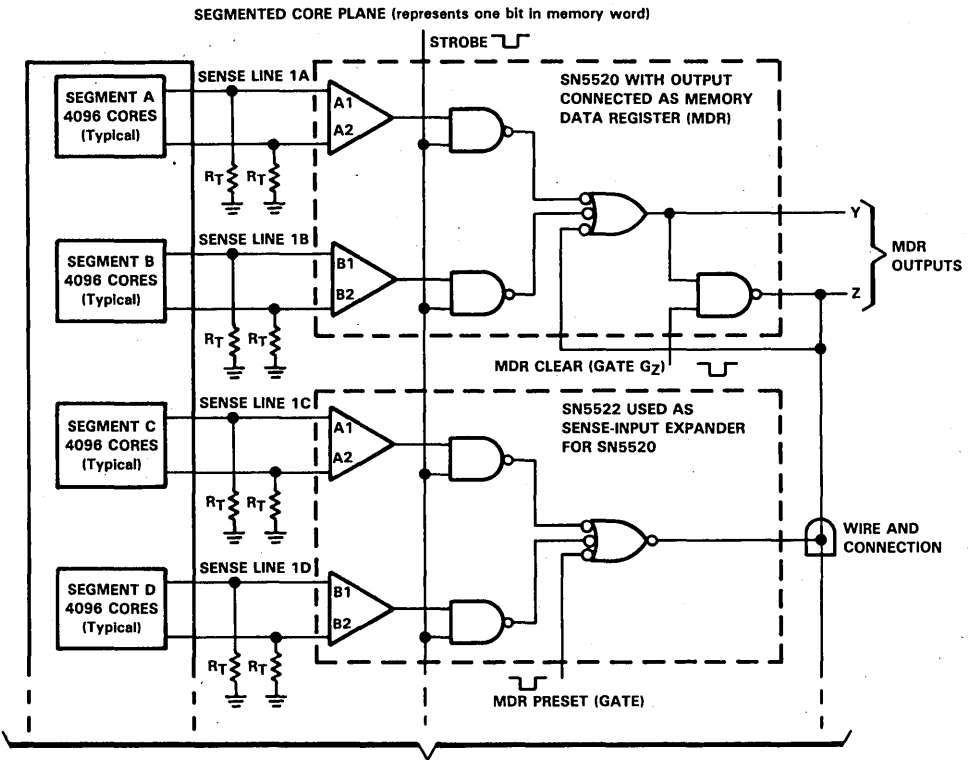 SEGMENTED CORE PLANE (represents one bit in memory word)
STROBE
SENSE LINE 1A
SEGMENT A
4096 CORES
(Typical)
A1
A2
RT
RT
SN5520 WITH OUTPUT
CONNECTED AS MEMORY
DATA REGISTER (MDR)
SENSE LINE 1B
SEGMENT B
4096 CORES
(Typical)
B1
B2
RT
RT
Y
Z
MDR
OUTPUTS
MDR CLEAR (GATE GZ)
SENSE LINE 1C
SEGMENT C
4096 CORES
(Typical)
A1
A2
RT
RT
SN5522 USED AS
SENSE-INPUT EXPANDER
FOR SN5520
WIRE AND
CONNECTION
SENSE LINE 1D
SEGMENT D
4096 CORES
(Typical)
B1
B2
RT
RT
MDR PRESET (GATE)